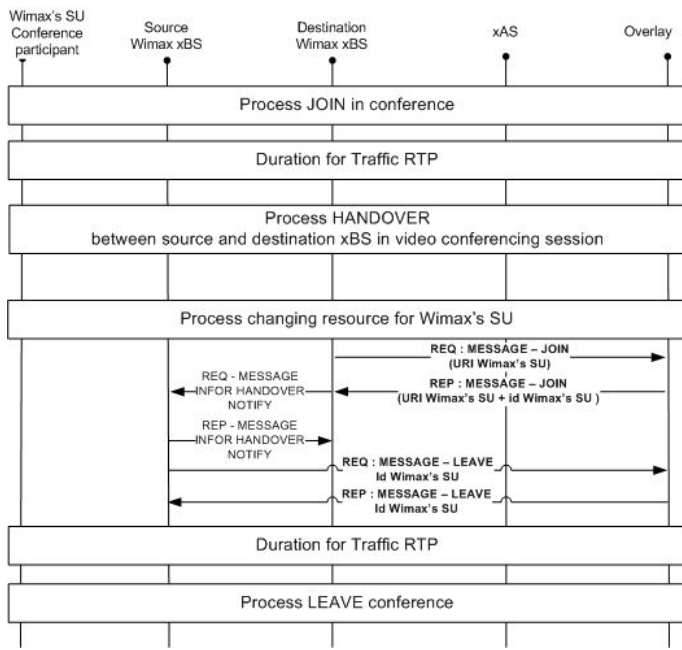 Wimax's SU
Conference
participant
Source
Wimax xBS
Destination
Wimax xBS
xAS
Overlay
Process JOIN in conference
Duration for Traffic RTP
Process HANDOVER
between source and destination xBS in video conferencing session
Process changing resource for Wimax's SU
REQ : MESSAGE – JOIN
(URI Wimax's SU)
REQ - MESSAGE
INFOR HANDOVER
NOTIFY
REP : MESSAGE – JOIN
(URI Wimax's SU + id Wimax's SU )
REP - MESSAGE
INFOR HANDOVER
NOTIFY
REQ : MESSAGE – LEAVE
Id Wimax's SU
REP : MESSAGE – LEAVE
Id Wimax's SU
Duration for Traffic RTP
Process LEAVE conference